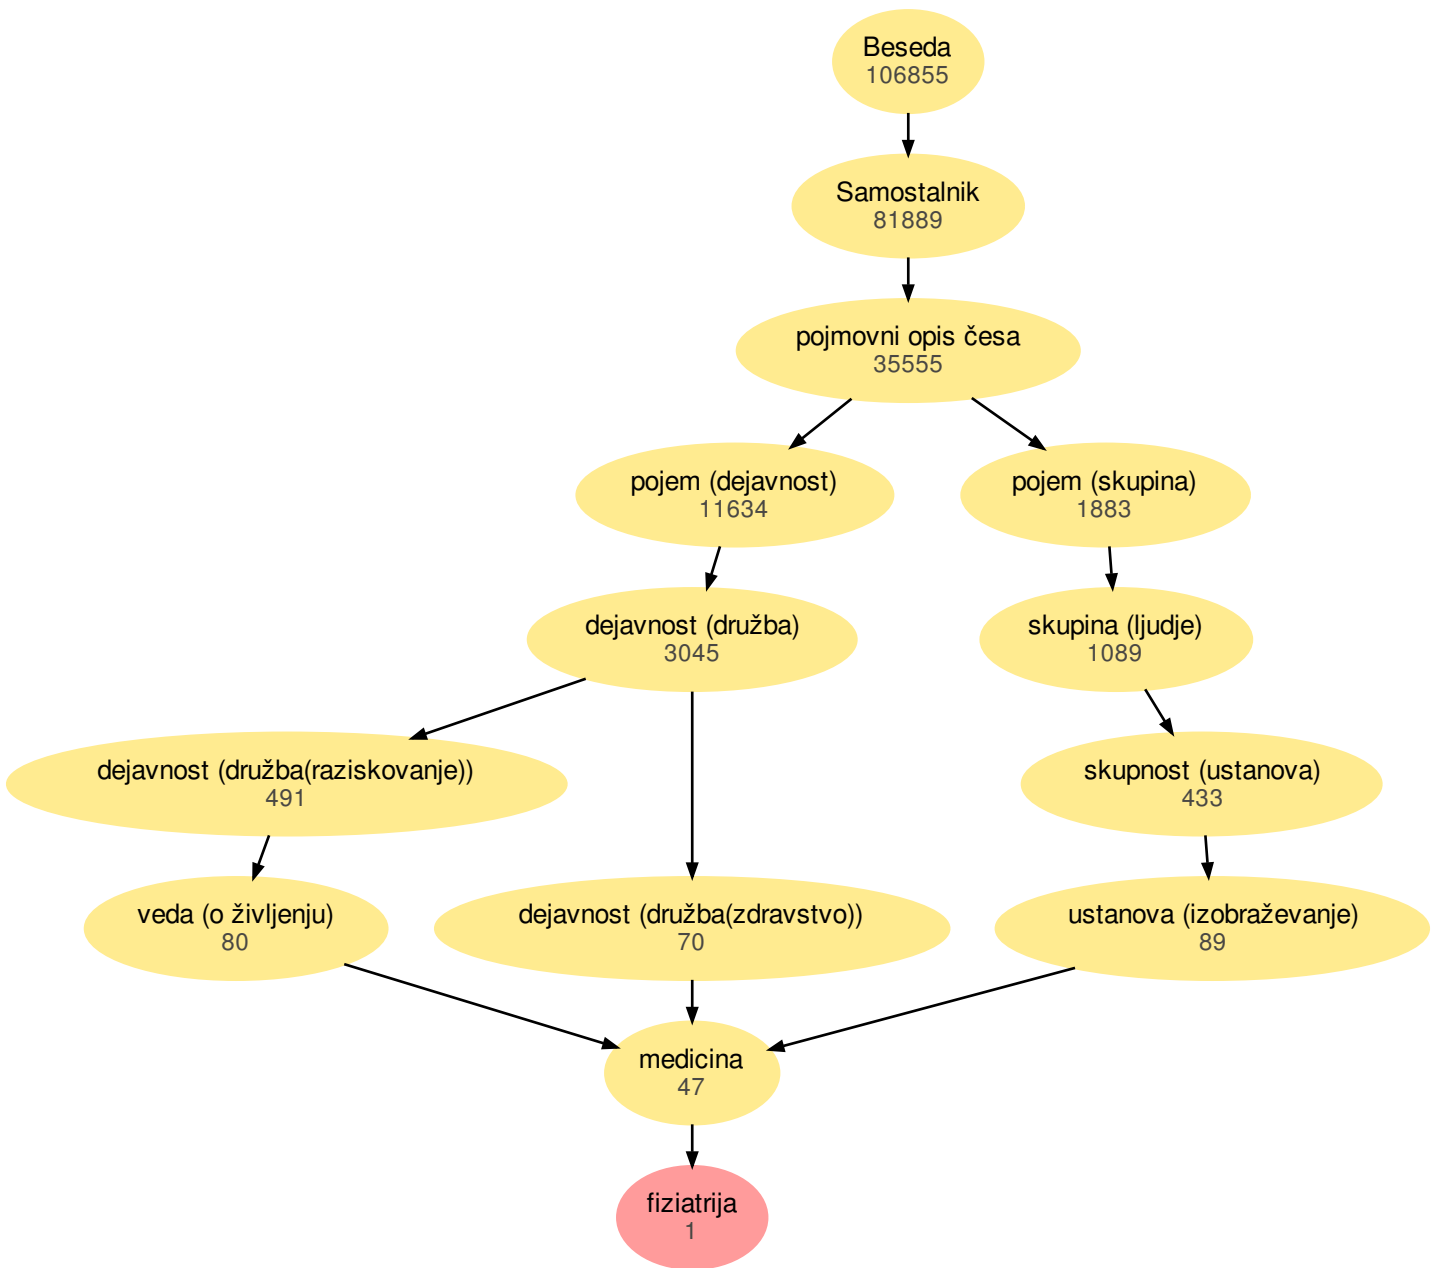 Beseda
106855
Samostalnik
81889
pojmovni opis česa
35555
pojem (dejavnost)
11634
pojem (skupina)
1883
dejavnost (družba)
3045
skupina (ljudje)
1089
dejavnost (družba(raziskovanje))
491
skupnost (ustanova)
433
veda (o življenju)
80
dejavnost (družba(zdravstvo))
70
ustanova (izobraževanje)
89
medicina
47
fiziatrija
1